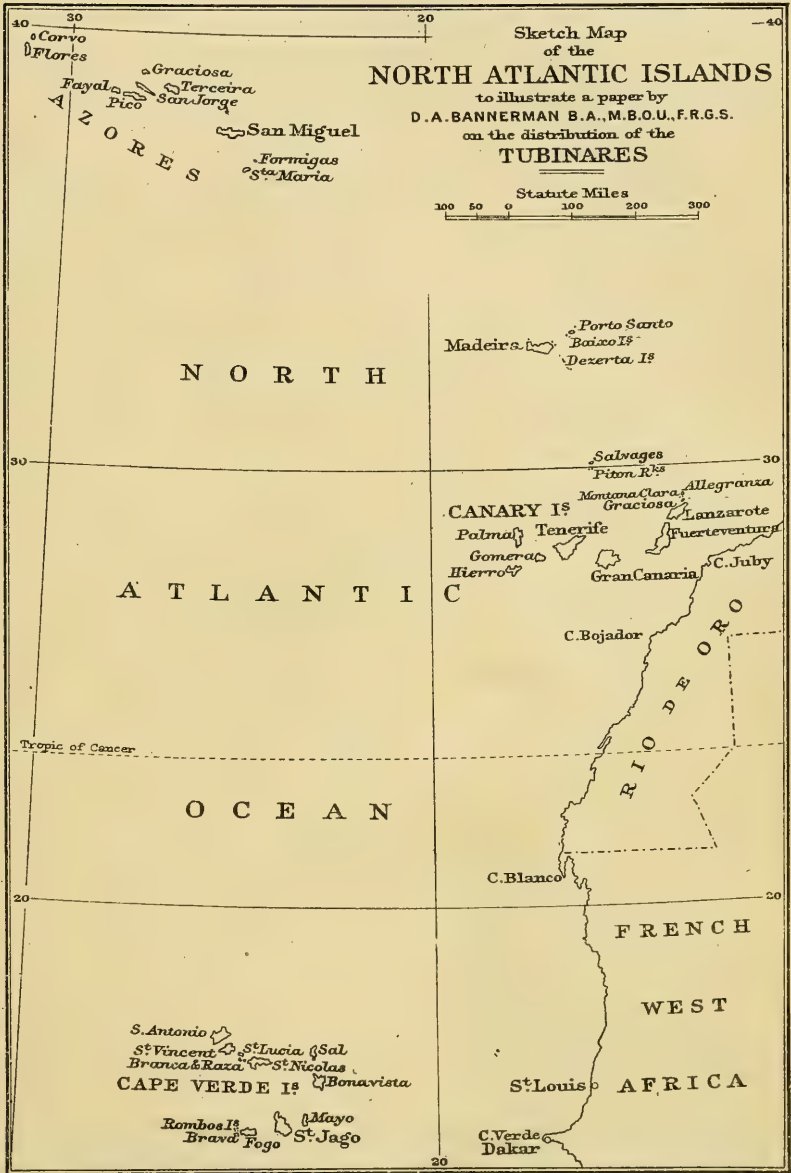 40
30
20
40
Sketch Map
of the
NORTH ATLANTIC ISLANDS
to illustrate a paper by
D.A.BANNERMAN B.A., M.B.O.U., F.R.G.S.
on the distribution of the
TUBINARES
Statute Miles
100 50 0 100 200 300
Corvo
Flores
Graciosa
Fayal
Terceira
Pico
San Jorge
AZORES
San Miguel
Formigas
Sta Maria
Porto Santo
Madeira
Baixo Is
Dezerta Is
NORTH
30
Salvages
30
Piton Rks
Montana Clara
Allegranza
Graciosa
CANARY Is
Lanzarote
Palma
Tenerife
Fuerteventura
Gomera
Hierro
Gran Canaria
C. Juby
ATLANTIC
C. Bojador
RIO DE ORO
Tropic of Cancer
OCEAN
C. Blanco
20
20
FRENCH
WEST
AFRICA
S. Antonio
St Vincent
St Lucia
Sal
Branca & Raza
St Nicolas
CAPE VERDE Is
Bonavista
St Louis
Rombos Is
Mayo
Brava
Fogo
St Jago
C. Verde
Dakar
20